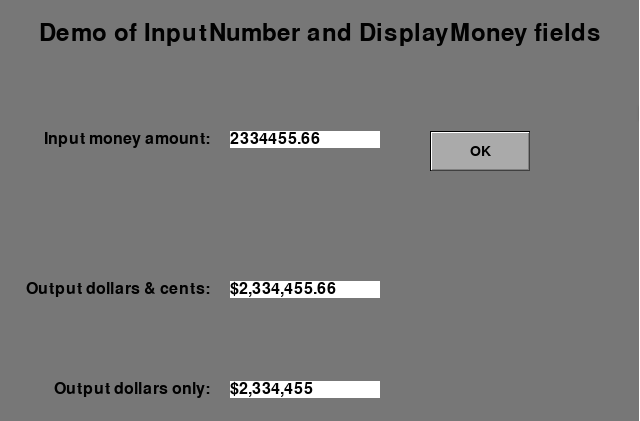 Demo of InputNumber and DisplayMoney fields
Input money amount: 2334455.66 OK
Output dollars & cents: $2,334,455.66
Output dollars only: $2,334,455